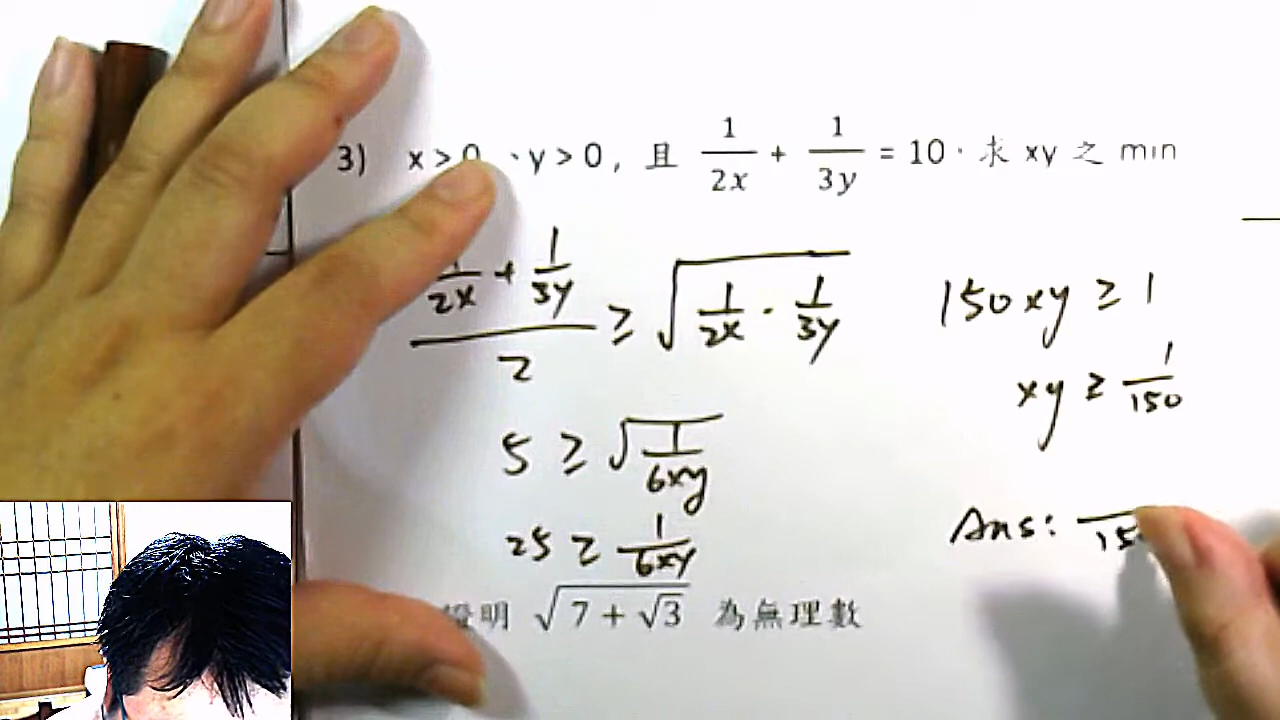 3) x > 0、y > 0, 且 1/2x + 1/3y = 10. 求 xy 之 min
(1/2x + 1/3y)/2 ≥ √(1/2x · 1/3y)
5 ≥ √(1/6xy)
25 ≥ 1/6xy
150xy ≥ 1
xy ≥ 1/150
Ans:
證明 √(7 + √3) 為無理數